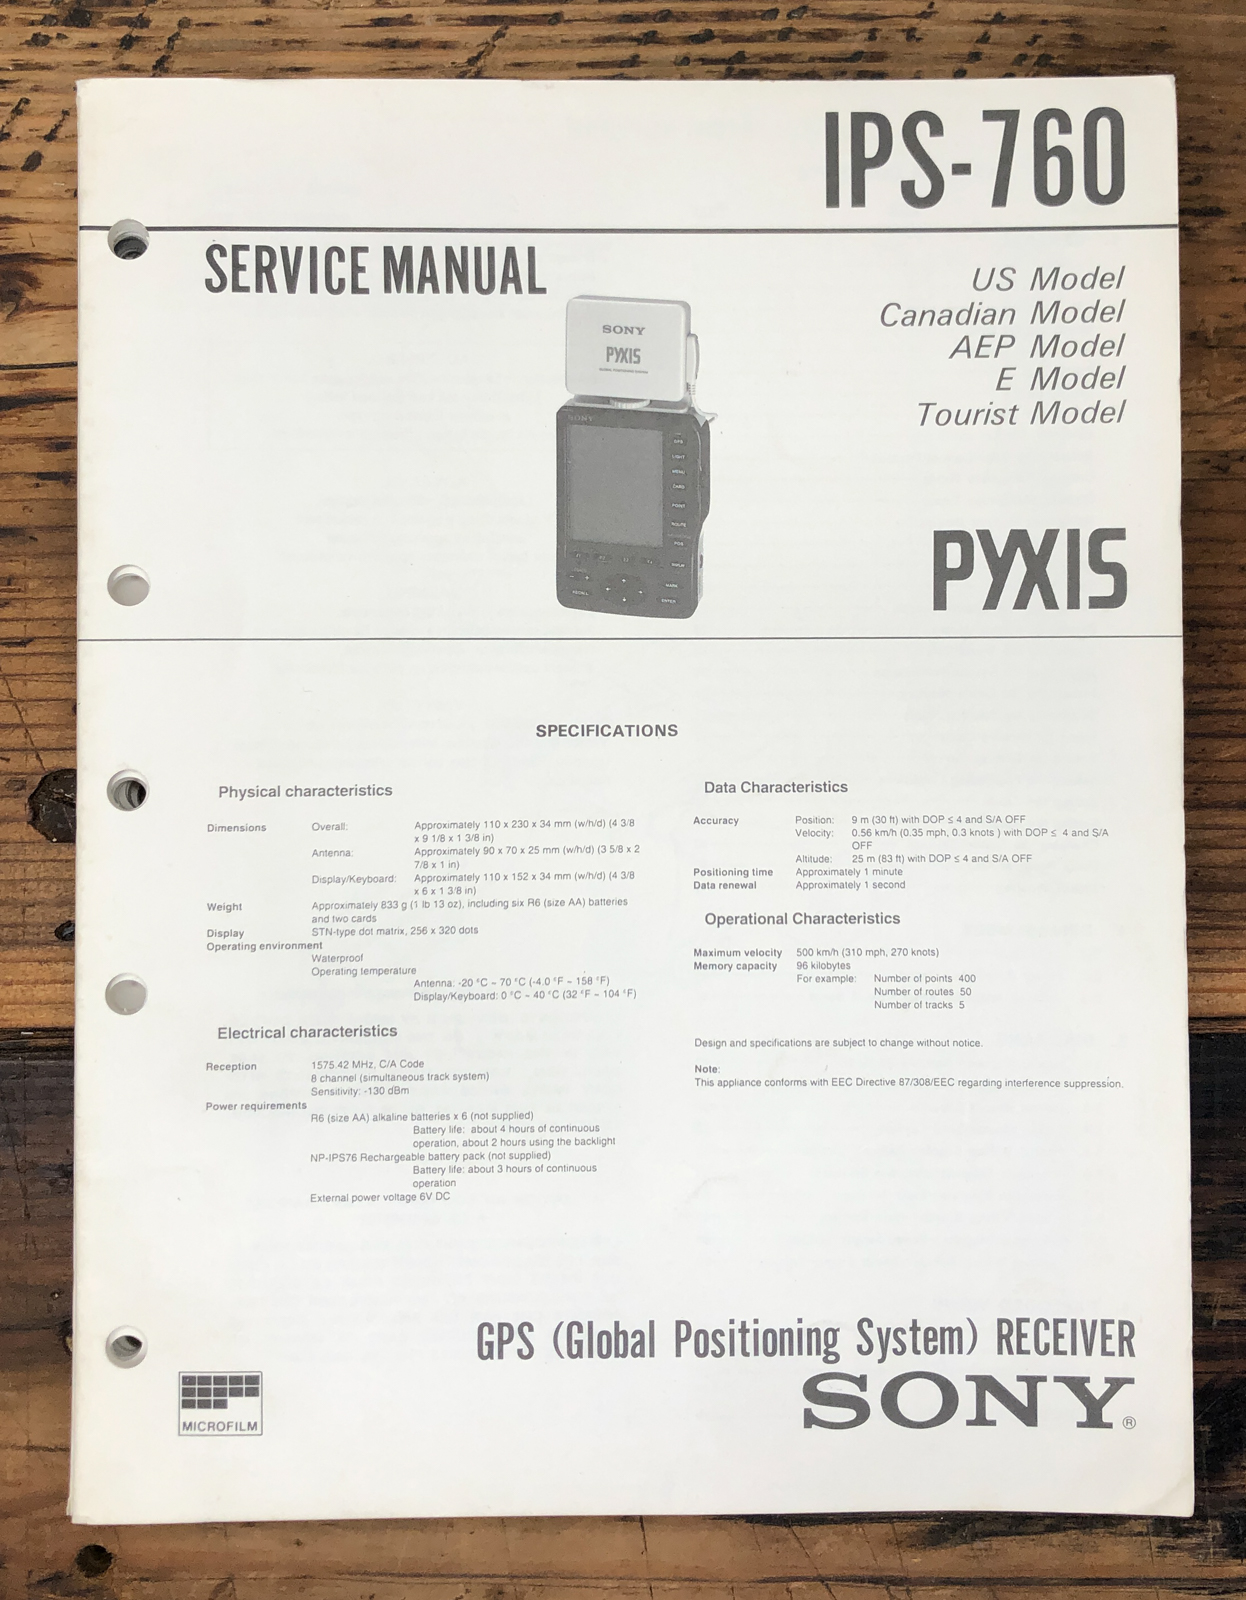 IPS-760
SERVICE MANUAL
US Model
Canadian Model
AEP Model
E Model
Tourist Model
SONY
PYXIS
GLOBAL POSITIONING SYSTEM
SONY
GPS
LIGHT
MENU
CARD
POINT
ROUTE
POS
DISPLAY
MARK
ENTER
PYXIS
SPECIFICATIONS
Physical characteristics
Dimensions Overall: Approximately 110 x 230 x 34 mm (w/h/d) (4 3/8
x 9 1/8 x 1 3/8 in)
Antenna: Approximately 90 x 70 x 25 mm (w/h/d) (3 5/8 x 2
7/8 x 1 in)
Display/Keyboard: Approximately 110 x 152 x 34 mm (w/h/d) (4 3/8
x 6 x 1 3/8 in)
Weight Approximately 833 g (1 lb 13 oz), including six R6 (size AA) batteries
and two cards
Display STN-type dot matrix, 256 x 320 dots
Operating environment
Waterproof
Operating temperature
Antenna: -20 °C ~ 70 °C (-4.0 °F ~ 158 °F)
Display/Keyboard: 0 °C ~ 40 °C (32 °F ~ 104 °F)
Electrical characteristics
Reception 1575.42 MHz, C/A Code
8 channel (simultaneous track system)
Sensitivity: -130 dBm
Power requirements
R6 (size AA) alkaline batteries x 6 (not supplied)
Battery life: about 4 hours of continuous
operation, about 2 hours using the backlight
NP-IPS76 Rechargeable battery pack (not supplied)
Battery life: about 3 hours of continuous
operation
External power voltage 6V DC
Data Characteristics
Accuracy Position: 9 m (30 ft) with DOP ≤ 4 and S/A OFF
Velocity: 0.56 km/h (0.35 mph, 0.3 knots ) with DOP ≤ 4 and S/A
OFF
Altitude: 25 m (83 ft) with DOP ≤ 4 and S/A OFF
Positioning time Approximately 1 minute
Data renewal Approximately 1 second
Operational Characteristics
Maximum velocity 500 km/h (310 mph, 270 knots)
Memory capacity 96 kilobytes
For example: Number of points 400
Number of routes 50
Number of tracks 5
Design and specifications are subject to change without notice.
Note:
This appliance conforms with EEC Directive 87/308/EEC regarding interference suppression.
GPS (Global Positioning System) RECEIVER
SONY®
MICROFILM